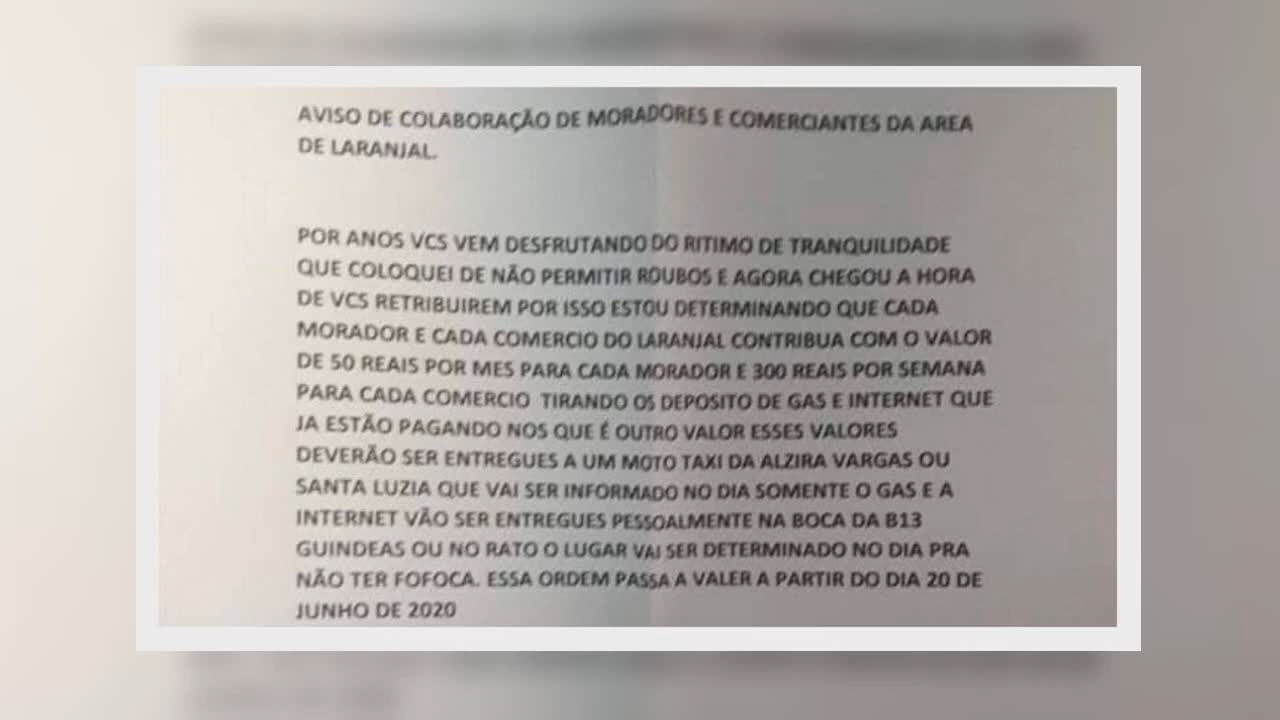 AVISO DE COLABORAÇÃO DE MORADORES E COMERCIANTES DA AREA
DE LARANJAL.
POR ANOS VCS VEM DESFRUTANDO DO RITIMO DE TRANQUILIDADE
QUE COLOQUEI DE NÃO PERMITIR ROUBOS E AGORA CHEGOU A HORA
DE VCS RETRIBUIREM POR ISSO ESTOU DETERMINANDO QUE CADA
MORADOR E CADA COMERCIO DO LARANJAL CONTRIBUA COM O VALOR
DE 50 REAIS POR MES PARA CADA MORADOR E 300 REAIS POR SEMANA
PARA CADA COMERCIO TIRANDO OS DEPOSITO DE GAS E INTERNET QUE
JA ESTÃO PAGANDO NOS QUE É OUTRO VALOR ESSES VALORES
DEVERÃO SER ENTREGUES A UM MOTO TAXI DA ALZIRA VARGAS OU
SANTA LUZIA QUE VAI SER INFORMADO NO DIA SOMENTE O GAS E A
INTERNET VÃO SER ENTREGUES PESSOALMENTE NA BOCA DA B13
GUINDEAS OU NO RATO O LUGAR VAI SER DETERMINADO NO DIA PRA
NÃO TER FOFOCA. ESSA ORDEM PASSA A VALER A PARTIR DO DIA 20 DE
JUNHO DE 2020